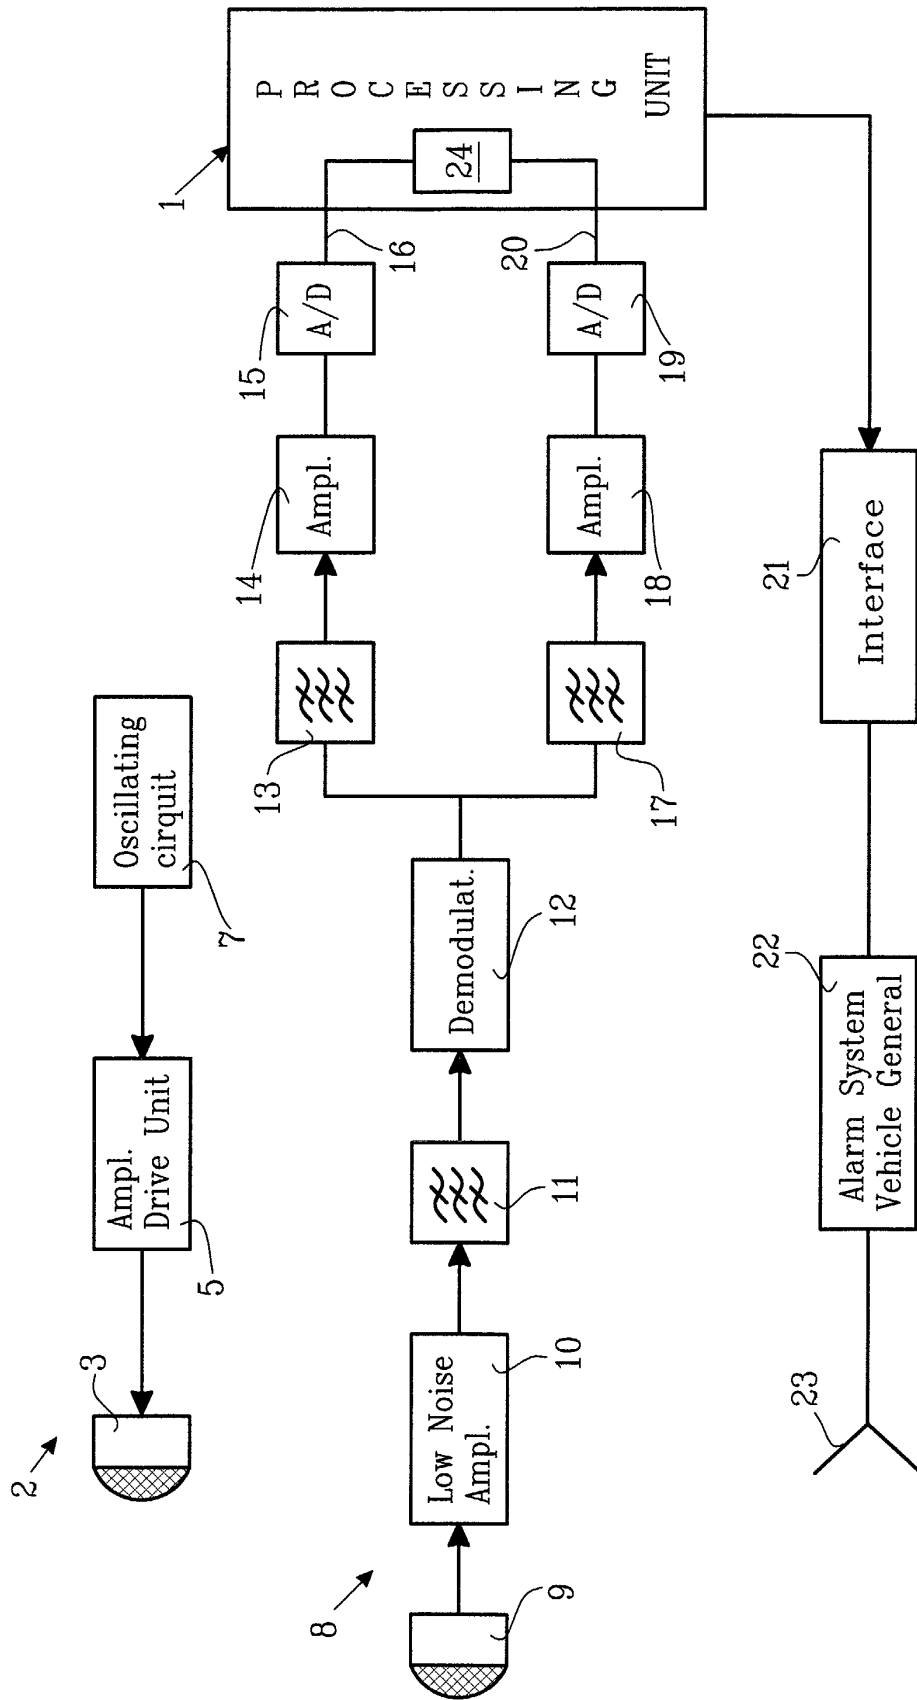 2
3
Ampl.
Drive Unit
5
Oscillating
cirquit
7
8
9
Low Noise
Ampl.
10
11
Demodulat.
12
13
14
Ampl.
15
A/D
16
17
18
Ampl.
19
A/D
20
1
24
PROCESSING
UNIT
23
Alarm System
Vehicle General
22
Interface
21